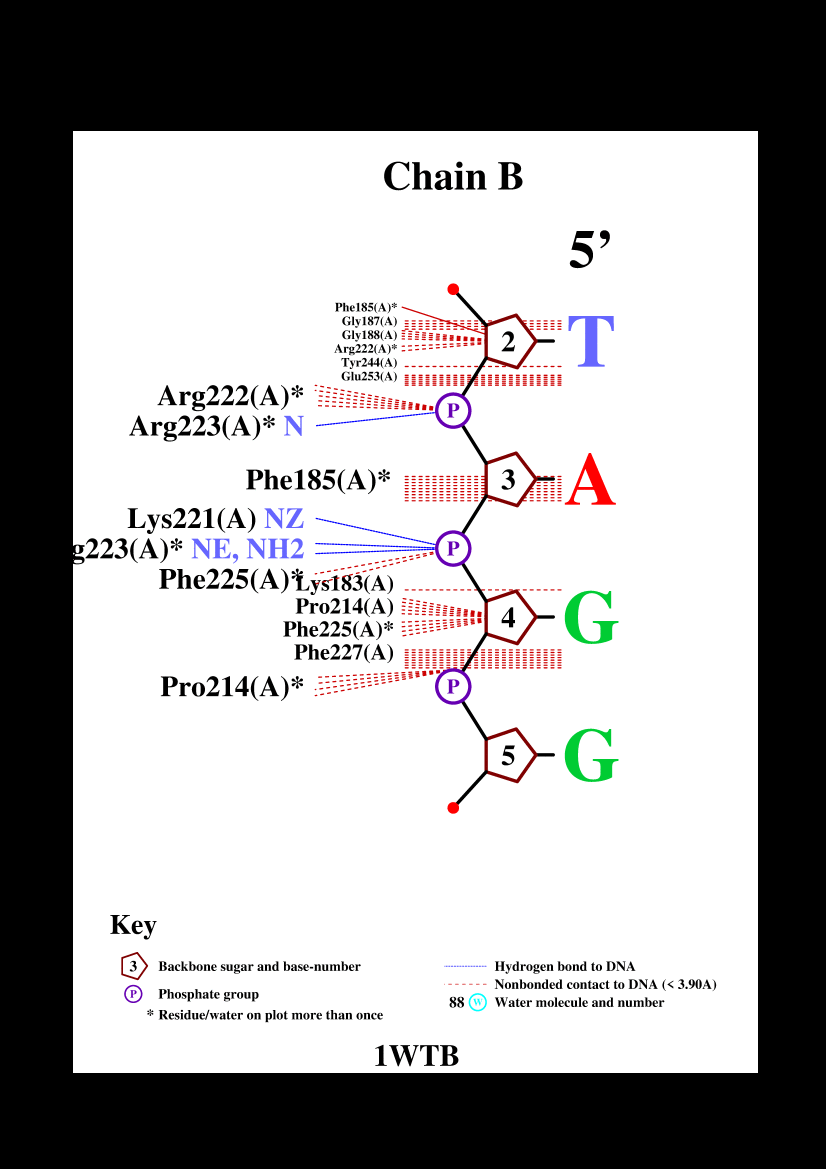 Chain B
5’
Phe185(A)*
Gly187(A)
Gly188(A)
Arg222(A)*
Tyr244(A)
Glu253(A)
2
T
Arg222(A)*
P
Arg223(A)* N
Phe185(A)*
3
A
Lys221(A) NZ
g223(A)* NE, NH2
P
Phe225(A)*
Lys183(A)
Pro214(A)
Phe225(A)*
Phe227(A)
4
G
Pro214(A)*
P
5
G
Key
3 Backbone sugar and base-number
P Phosphate group
* Residue/water on plot more than once
Hydrogen bond to DNA
Nonbonded contact to DNA (< 3.90A)
88 W Water molecule and number
1WTB